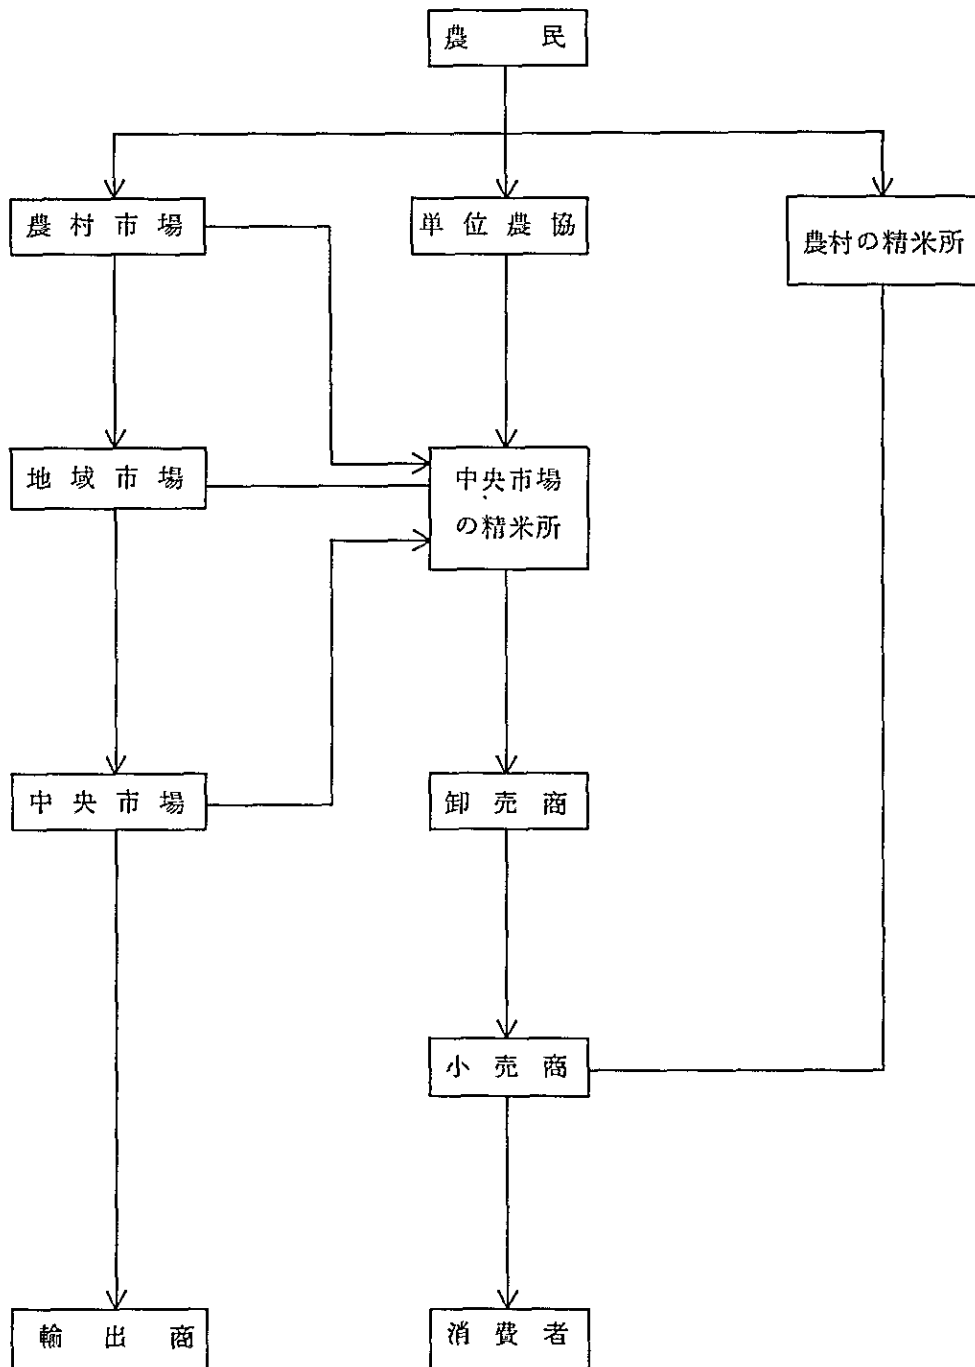 農民
農村市場
単位農協
農村の精米所
地域市場
中央市場
の精米所
中央市場
卸売商
小売商
輸出商
消費者